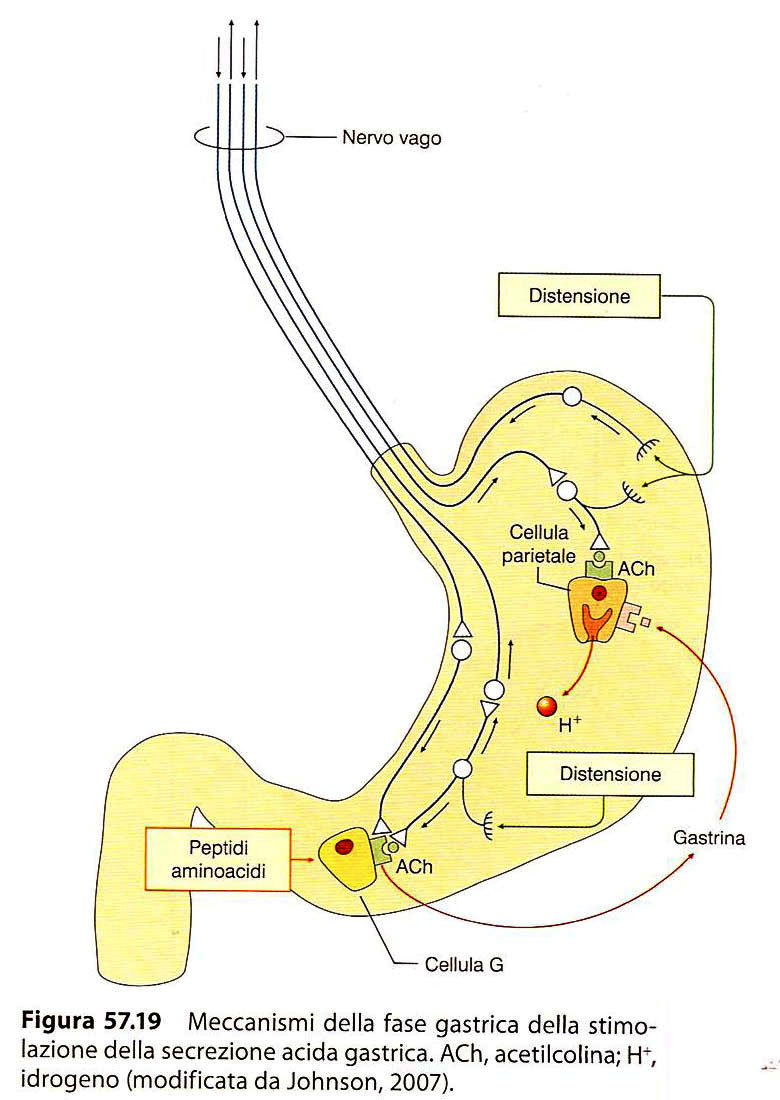 Nervo vago
Distensione
Cellula
parietale
ACh
H⁺
Distensione
Gastrina
Peptidi
aminoacidi
ACh
Cellula G
Figura 57.19 Meccanismi della fase gastrica della stimo-
lazione della secrezione acida gastrica. ACh, acetilcolina; H⁺,
idrogeno (modificata da Johnson, 2007).